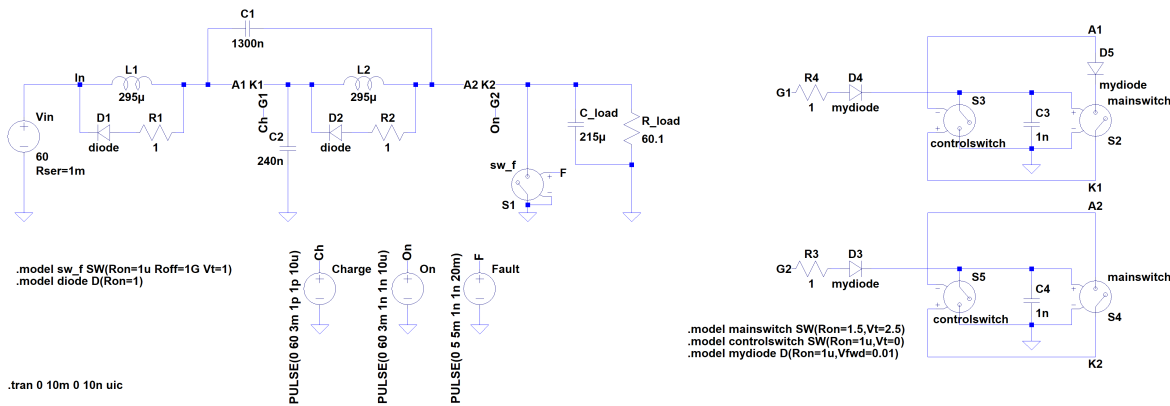 C1
1300n
In
L1
295µ
A1 K1
Ch
G1
L2
295µ
A2 K2
On
G2
Vin
60
Rser=1m
D1
diode
R1
1
C2
240n
D2
diode
R2
1
sw_f
S1
F
C_load
215µ
R_load
60.1
A1
D5
mydiode
mainswitch
S2
K1
G1
R4
1
D4
mydiode
S3
controlswitch
C3
1n
A2
G2
R3
1
D3
mydiode
S5
controlswitch
C4
1n
mainswitch
S4
K2
.model sw_f SW(Ron=1u Roff=1G Vt=1)
.model diode D(Ron=1)
Ch
Charge
PULSE(0 60 3m 1p 1p 10u)
On
On
PULSE(0 60 3m 1n 1n 10u)
F
Fault
PULSE(0 5 5m 1n 1n 20m)
.model mainswitch SW(Ron=1.5,Vt=2.5)
.model controlswitch SW(Ron=1u,Vt=0)
.model mydiode D(Ron=1u,Vfwd=0.01)
.tran 0 10m 0 10n uic